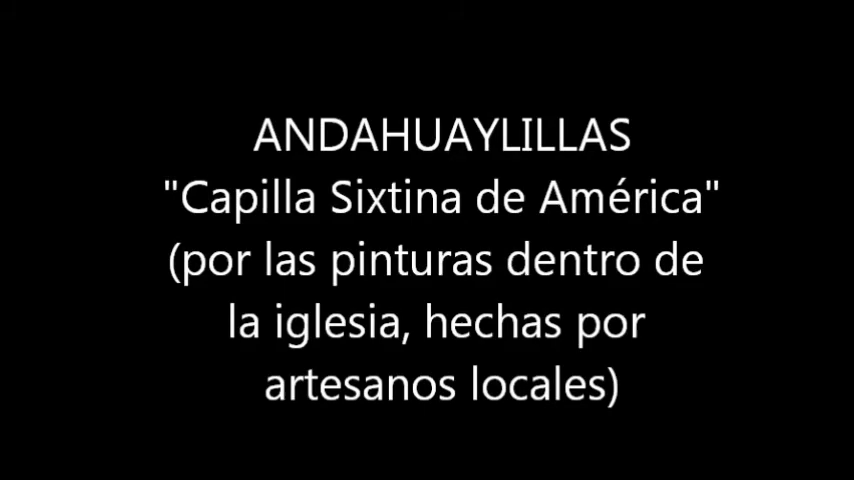 ANDAHUAYLILLAS
"Capilla Sixtina de América"
(por las pinturas dentro de
la iglesia, hechas por
artesanos locales)